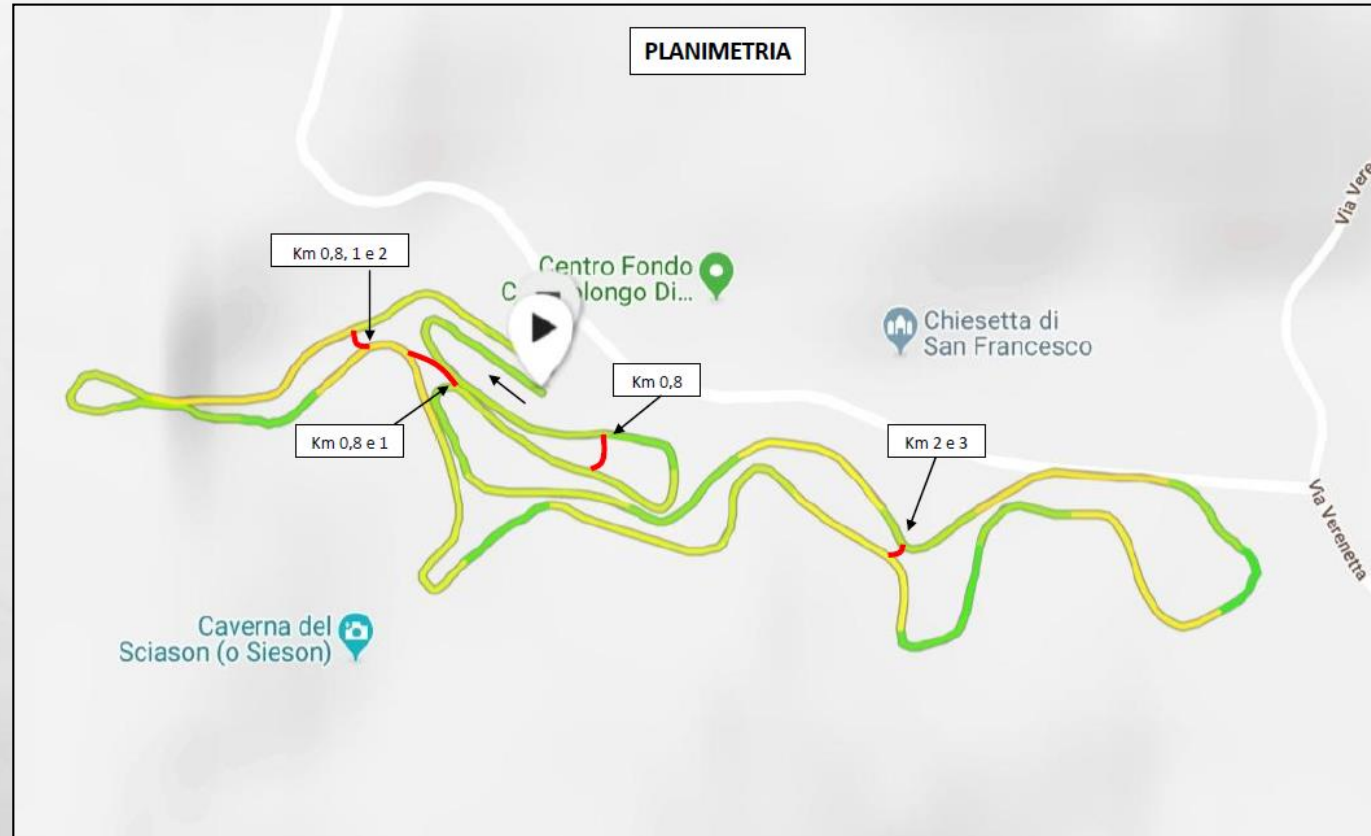 PLANIMETRIA
Via Vere
Km 0,8, 1 e 2
Centro Fondo
longo Di...
Chiesetta di
San Francesco
Km 0,8
Km 0,8 e 1
Km 2 e 3
Via Verenetta
Caverna del
Sciason (o Sieson)